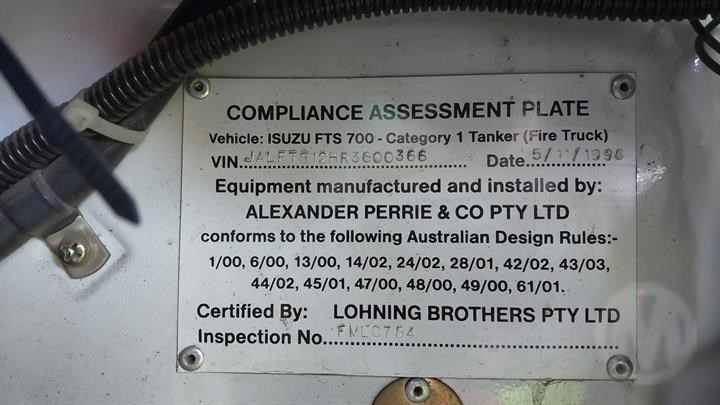 COMPLIANCE ASSESSMENT PLATE
Vehicle: ISUZU FTS 700 - Category 1 Tanker (Fire Truck)
VIN JALFTS12HR3600366 Date 5/11/1996
Equipment manufactured and installed by:
ALEXANDER PERRIE & CO PTY LTD
conforms to the following Australian Design Rules:-
1/00, 6/00, 13/00, 14/02, 24/02, 28/01, 42/02, 43/03,
44/02, 45/01, 47/00, 48/00, 49/00, 61/01.
Certified By: LOHNING BROTHERS PTY LTD
Inspection No. FML0754